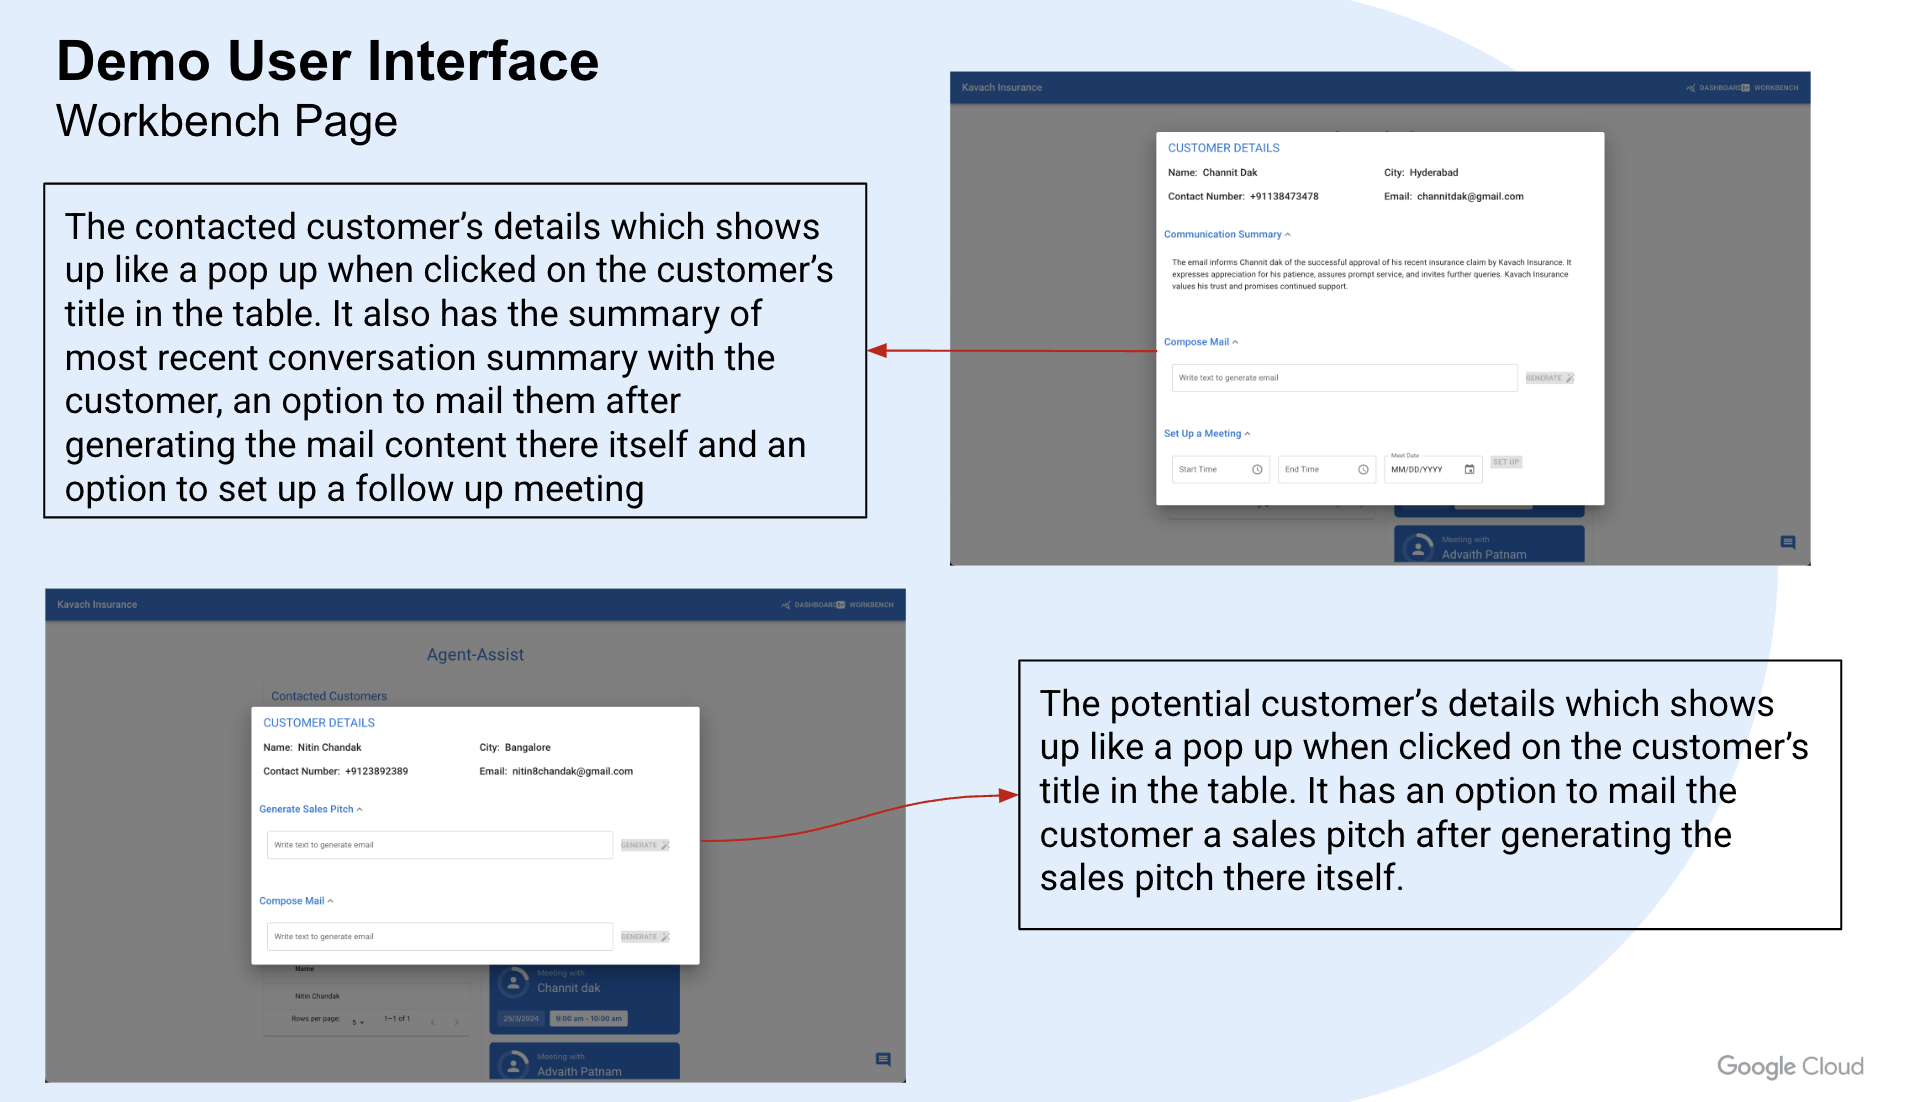 Demo User Interface
Workbench Page
The contacted customer’s details which shows
up like a pop up when clicked on the customer’s
title in the table. It also has the summary of
most recent conversation summary with the
customer, an option to mail them after
generating the mail content there itself and an
option to set up a follow up meeting
Kavach Insurance
DASHBOARD WORKBENCH
CUSTOMER DETAILS
Name: Channit Dak City: Hyderabad
Contact Number: +91138473478 Email: channitdak@gmail.com
Communication Summary
The email informs Channit dak of the successful approval of his recent insurance claim by Kavach Insurance. It
expresses appreciation for his patience, assures prompt service, and invites further queries. Kavach Insurance
values his trust and promises continued support.
Compose Mail
Write text to generate email GENERATE
Set Up a Meeting
Meet Date
Start Time End Time MM/DD/YYYY SET UP
Meeting with
Advaith Patnam
Kavach Insurance
DASHBOARD WORKBENCH
Agent-Assist
Contacted Customers
CUSTOMER DETAILS
Name: Nitin Chandak City: Bangalore
Contact Number: +9123892389 Email: nitin8chandak@gmail.com
Generate Sales Pitch
Write text to generate email GENERATE
Compose Mail
Write text to generate email GENERATE
Name
Nitin Chandak
Rows per page: 5 1–1 of 1
Meeting with
Channit dak
25/3/2024 9:00 am - 10:00 am
Meeting with
Advaith Patnam
The potential customer’s details which shows
up like a pop up when clicked on the customer’s
title in the table. It has an option to mail the
customer a sales pitch after generating the
sales pitch there itself.
Google Cloud